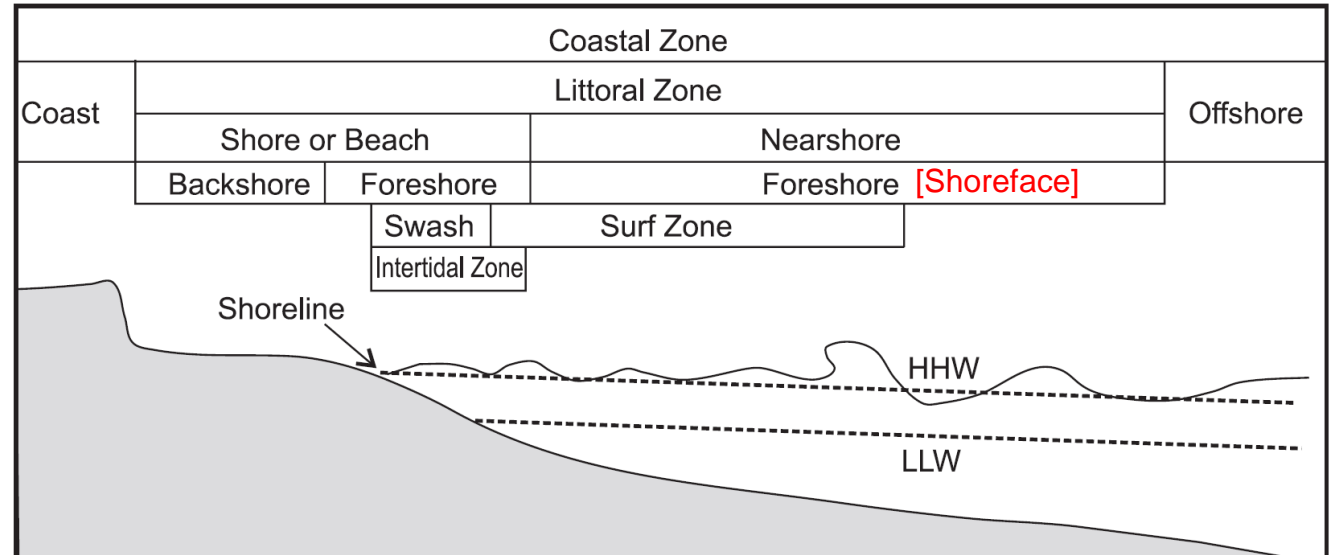 Coastal Zone
Coast
Littoral Zone
Offshore
Shore or Beach
Nearshore
Backshore
Foreshore
Foreshore [Shoreface]
Swash
Surf Zone
Intertidal Zone
Shoreline
HHW
LLW